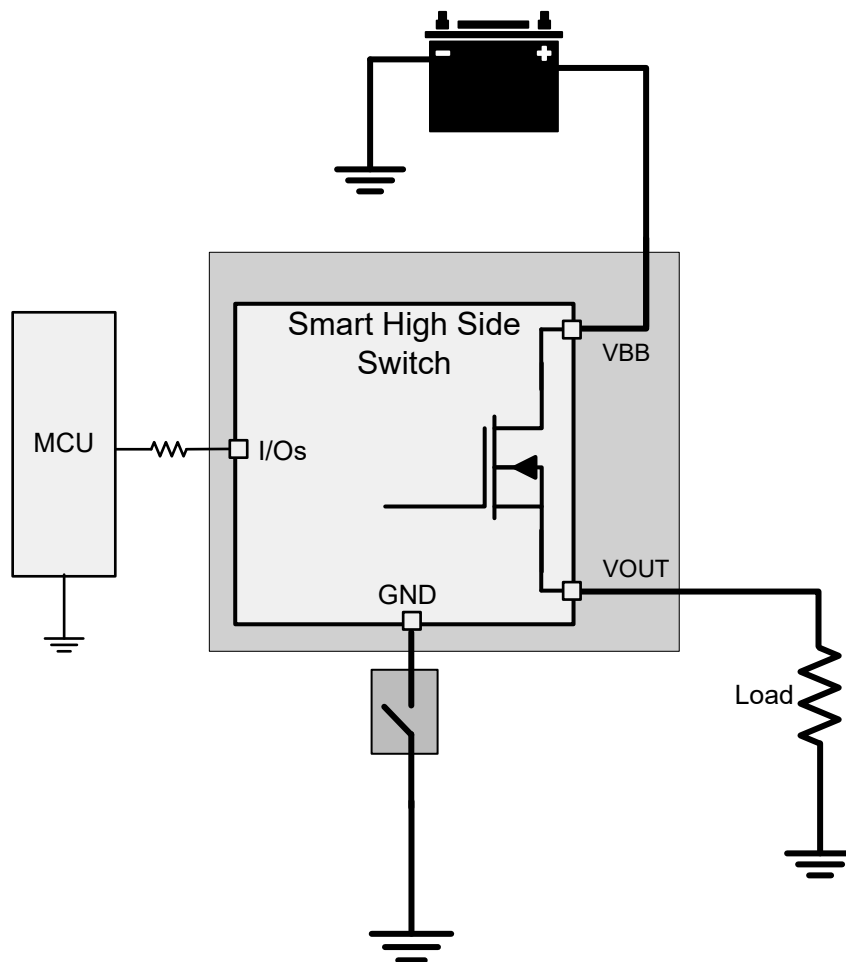 - +
Smart High Side
Switch
VBB
MCU
I/Os
VOUT
GND
Load